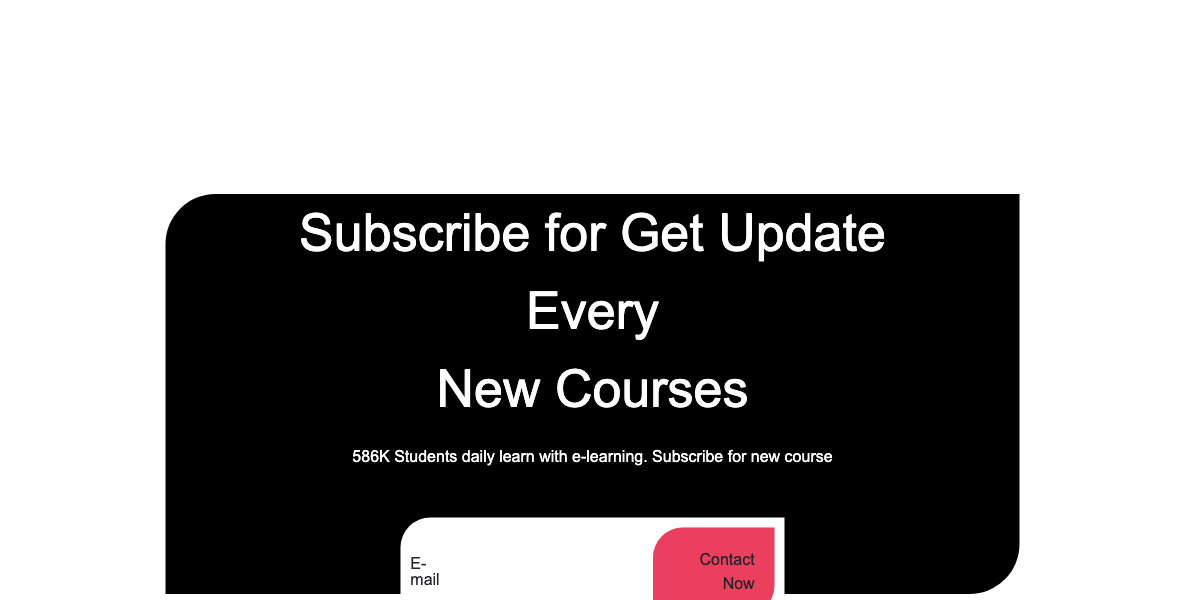 Subscribe for Get Update
Every
New Courses
586K Students daily learn with e-learning. Subscribe for new course
E-
mail
Contact
Now